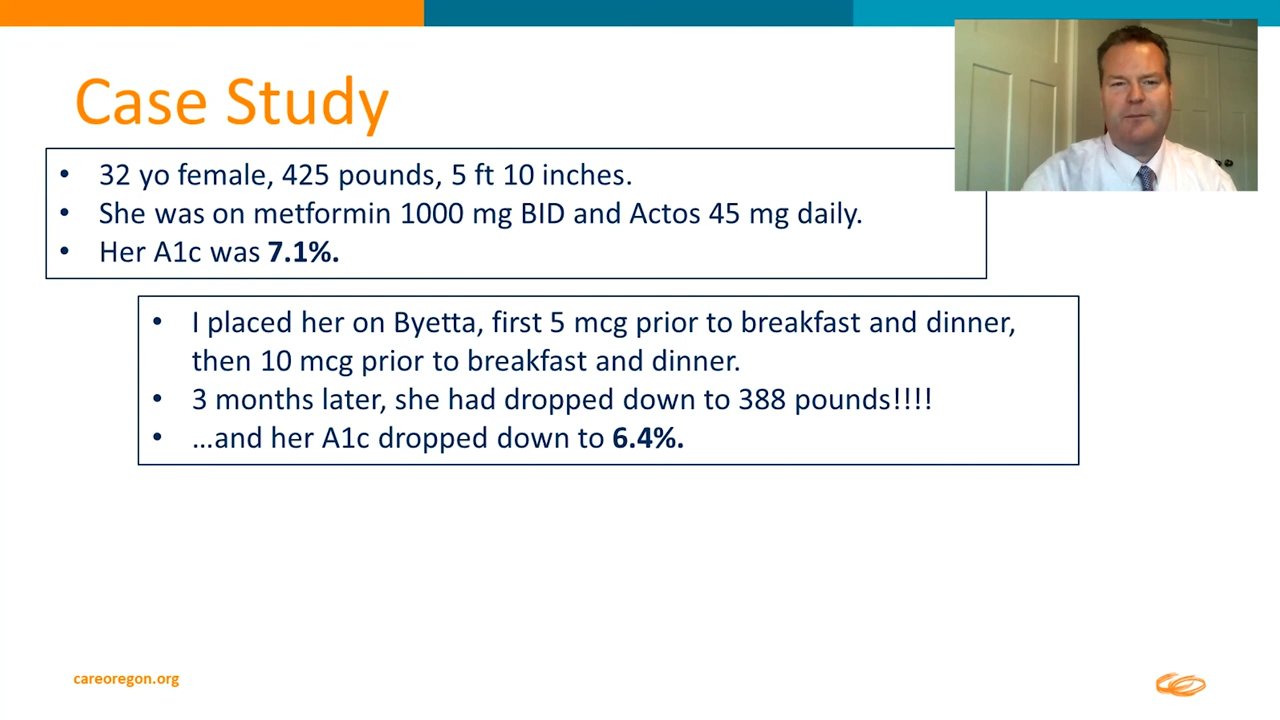 Case Study
• 32 yo female, 425 pounds, 5 ft 10 inches.
• She was on metformin 1000 mg BID and Actos 45 mg daily.
• Her A1c was 7.1%.
• I placed her on Byetta, first 5 mcg prior to breakfast and dinner,
then 10 mcg prior to breakfast and dinner.
• 3 months later, she had dropped down to 388 pounds!!!!
• …and her A1c dropped down to 6.4%.
careoregon.org